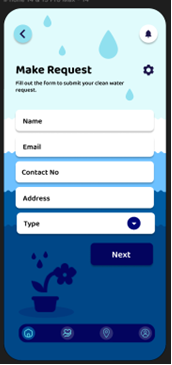 Make Request
Fill out the form to submit your clean water
request.
Name
Email
Contact No
Address
Type
Next